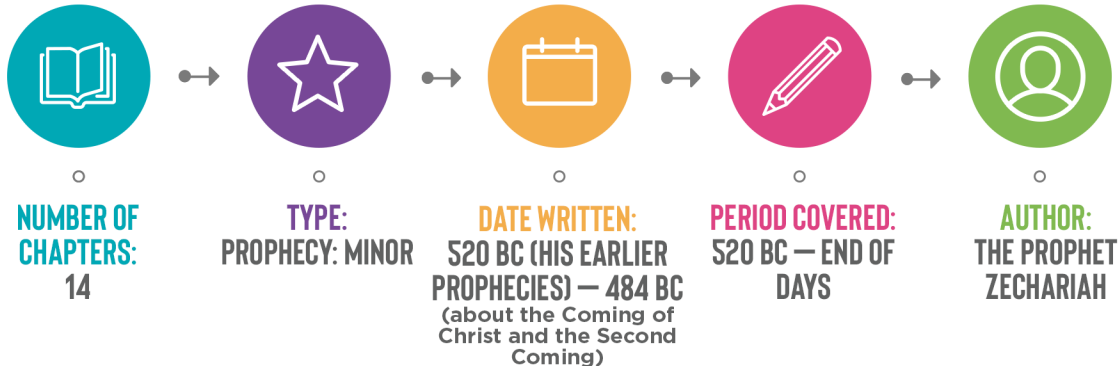 NUMBER OF
CHAPTERS:
14
TYPE:
PROPHECY: MINOR
DATE WRITTEN:
520 BC (HIS EARLIER
PROPHECIES) — 484 BC
(about the Coming of
Christ and the Second
Coming)
PERIOD COVERED:
520 BC — END OF
DAYS
AUTHOR:
THE PROPHET
ZECHARIAH